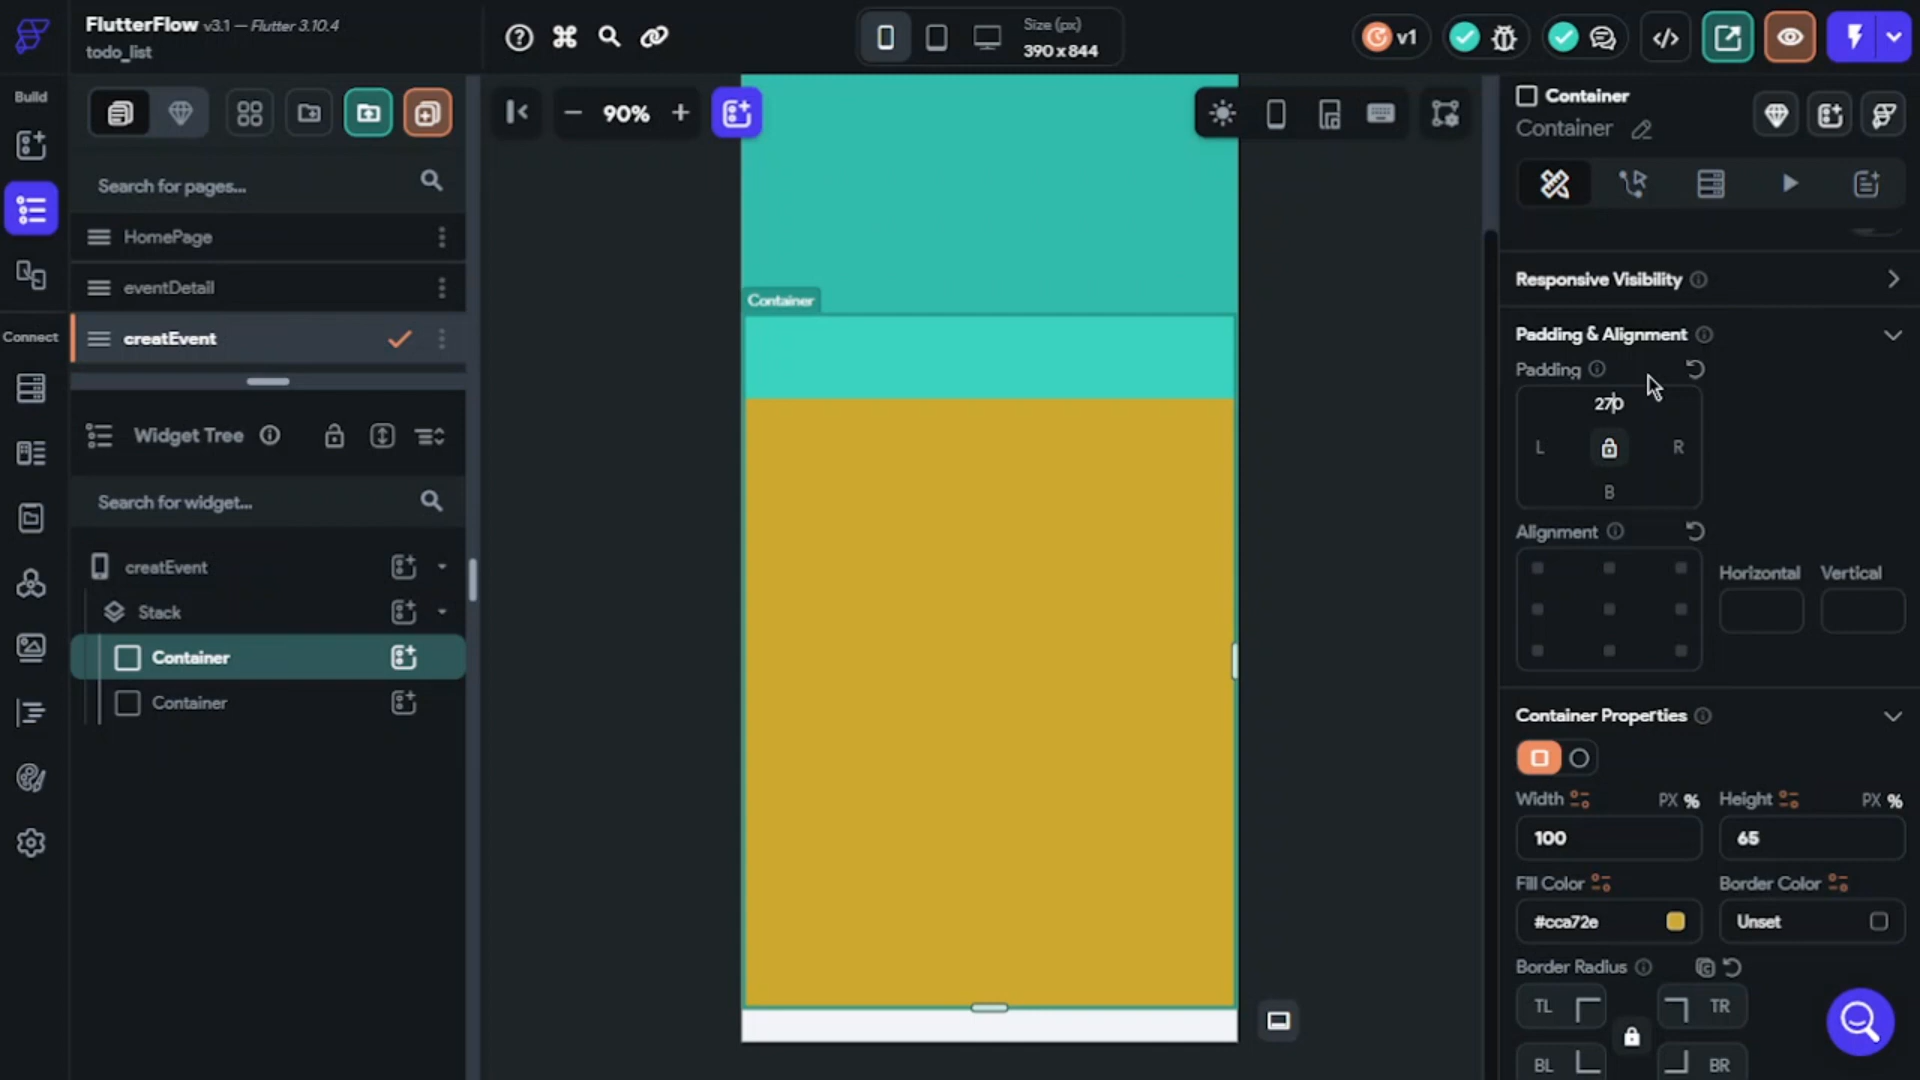 FlutterFlow v3.1 — Flutter 3.10.4
todo_list
Size (px)
390 x 844
v1
Build
Connect
Search for pages...
HomePage
eventDetail
creatEvent
Widget Tree
Search for widget...
creatEvent
Stack
Container
Container
90%
Container
Container
Container
Responsive Visibility
Padding & Alignment
Padding
270
L
R
B
Alignment
Horizontal Vertical
Container Properties
Width PX %
Height PX %
100
65
Fill Color
Border Color
#cca72e
Unset
Border Radius
TL
TR
BL
BR